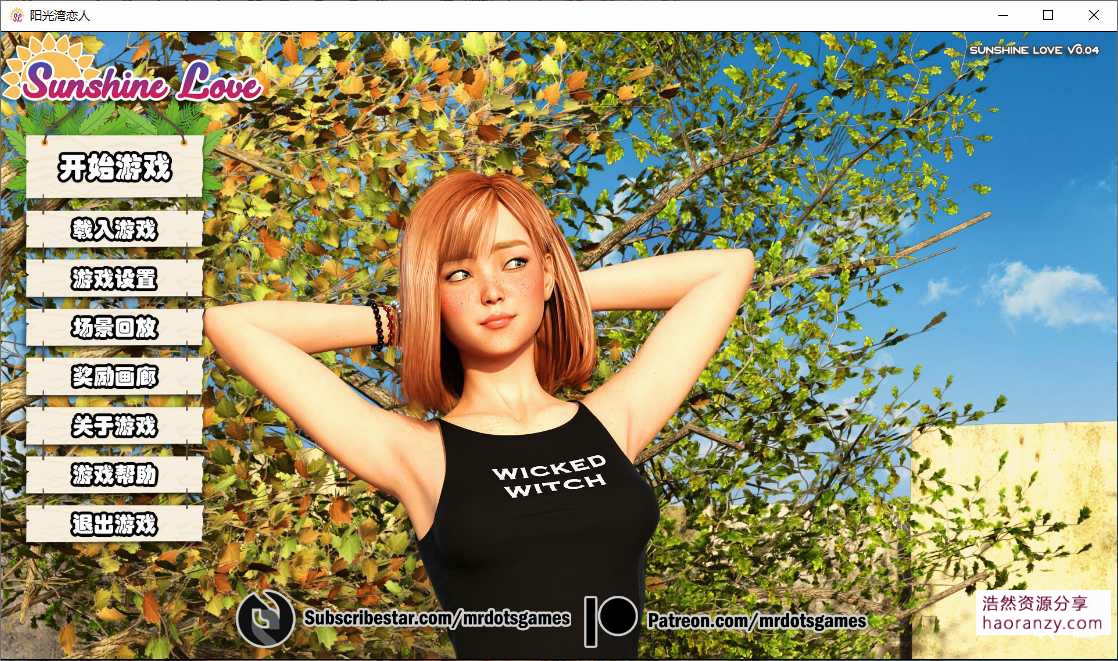 阳光湾恋人
SUNSHINE LOVE V0.04
Sunshine Love
开始游戏
载入游戏
游戏设置
场景回放
奖励画廊
关于游戏
游戏帮助
退出游戏
WICKED
WITCH
Subscribestar.com/mrdotsgames
Patreon.com/mrdotsgames
浩然资源分享
haoranzy.com